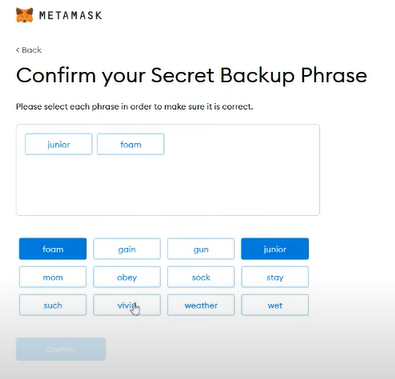 METAMASK
< Back
Confirm your Secret Backup Phrase
Please select each phrase in order to make sure it is correct.
junior foam
foam gain gun junior
mom obey sock stay
such vivid weather wet
Confirm